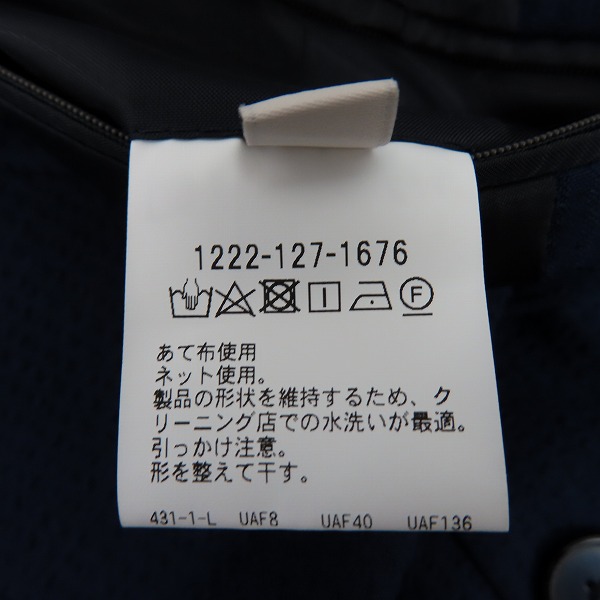 1222-127-1676
F
あて布使用
ネット使用。
製品の形状を維持するため、ク
リーニング店での水洗いが最適。
引っかけ注意。
形を整えて干す。
431-1-L UAF8 UAF40 UAF136